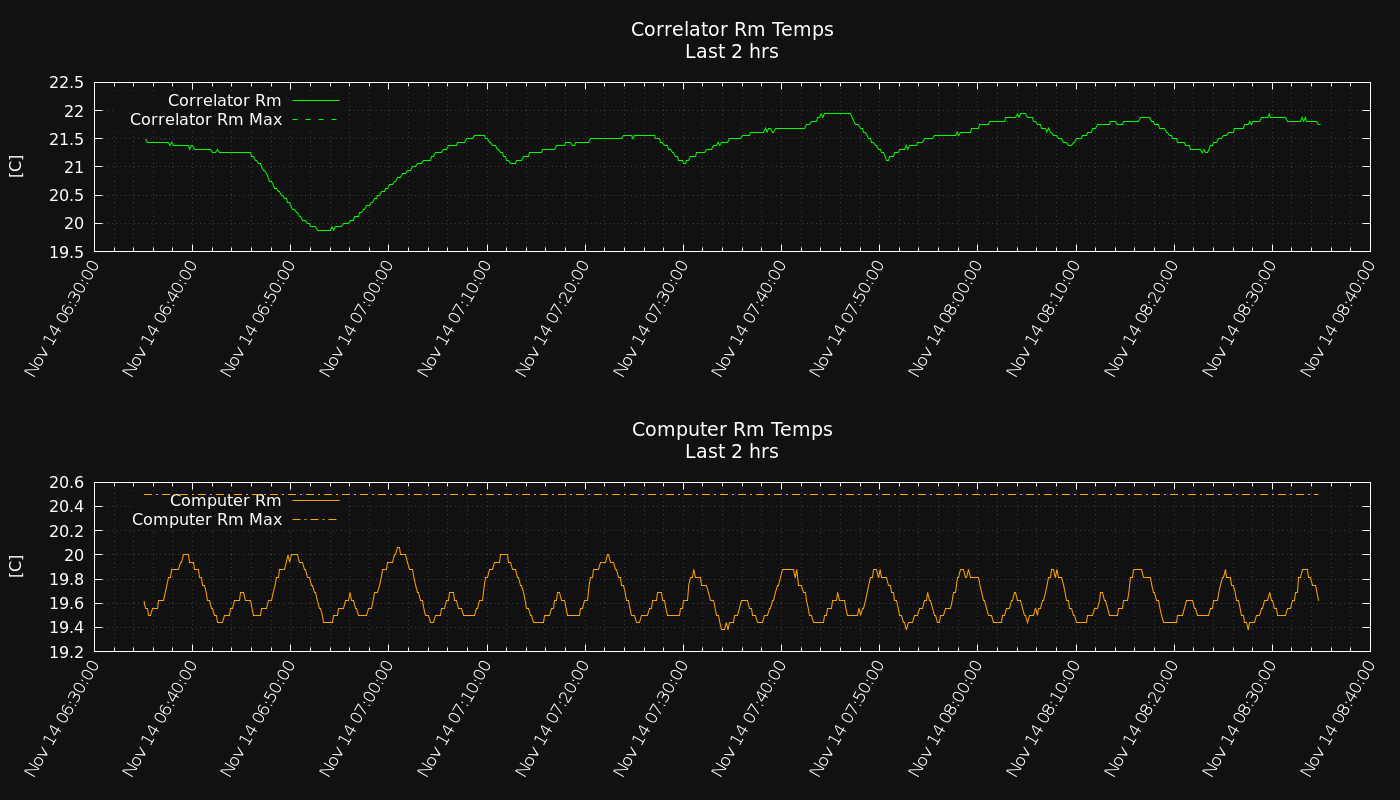 Correlator Rm Temps
Last 2 hrs
22.5
22
21.5
21
20.5
20
19.5
[C]
Correlator Rm
Correlator Rm Max
Nov 14 06:30:00
Nov 14 06:40:00
Nov 14 06:50:00
Nov 14 07:00:00
Nov 14 07:10:00
Nov 14 07:20:00
Nov 14 07:30:00
Nov 14 07:40:00
Nov 14 07:50:00
Nov 14 08:00:00
Nov 14 08:10:00
Nov 14 08:20:00
Nov 14 08:30:00
Nov 14 08:40:00
Computer Rm Temps
Last 2 hrs
20.6
20.4
20.2
20
19.8
19.6
19.4
19.2
[C]
Computer Rm
Computer Rm Max
Nov 14 06:30:00
Nov 14 06:40:00
Nov 14 06:50:00
Nov 14 07:00:00
Nov 14 07:10:00
Nov 14 07:20:00
Nov 14 07:30:00
Nov 14 07:40:00
Nov 14 07:50:00
Nov 14 08:00:00
Nov 14 08:10:00
Nov 14 08:20:00
Nov 14 08:30:00
Nov 14 08:40:00